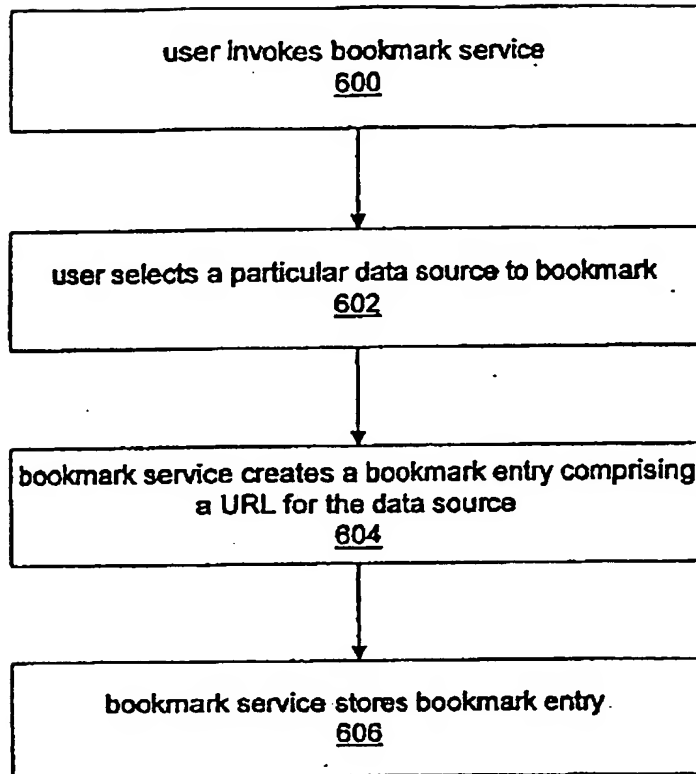 user invokes bookmark service
600
user selects a particular data source to bookmark
602
bookmark service creates a bookmark entry comprising
a URL for the data source
604
bookmark service stores bookmark entry
606